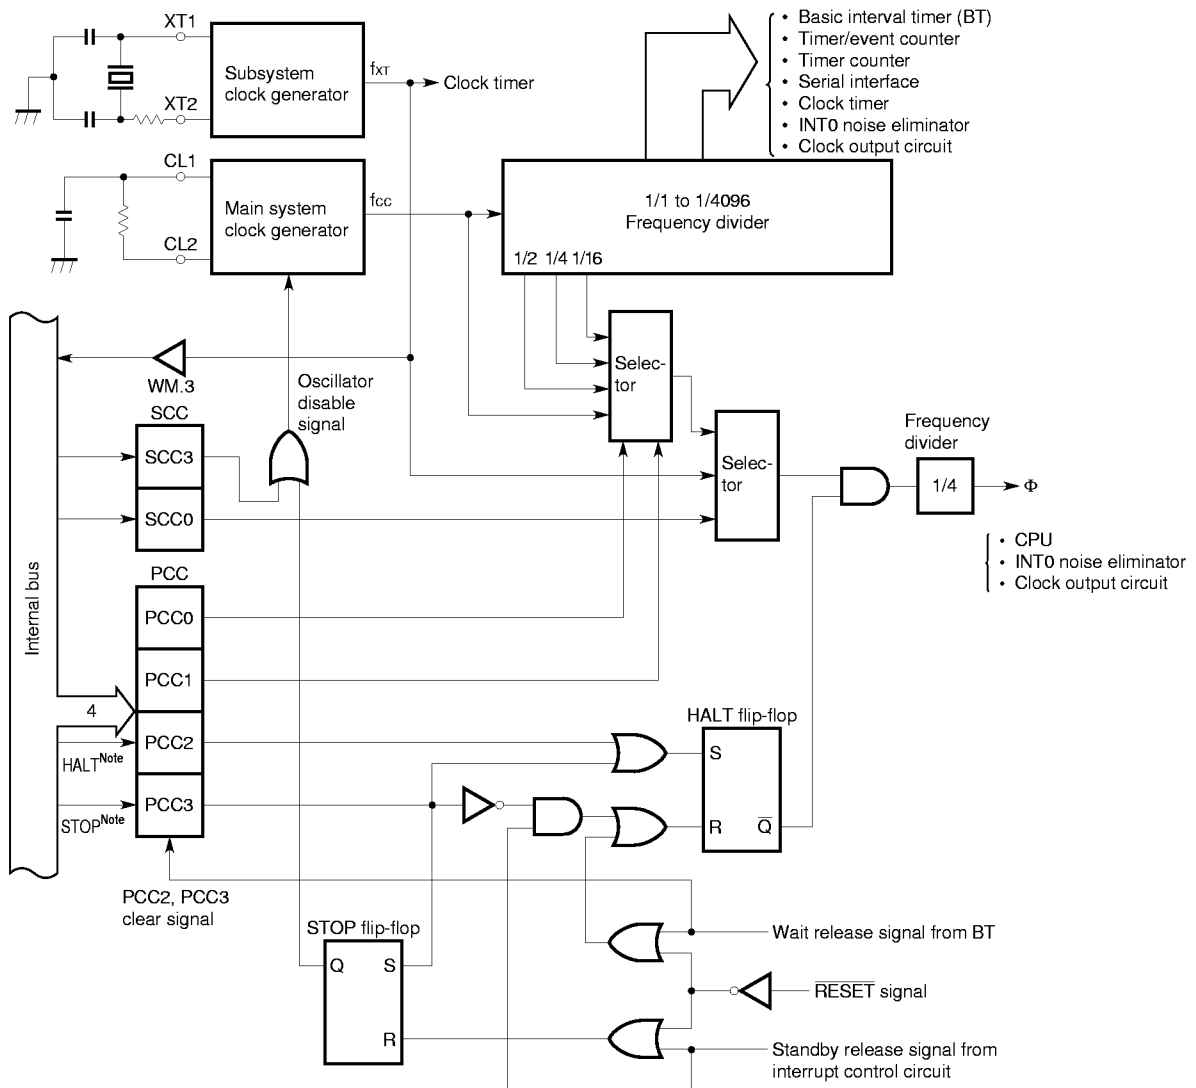 XT1
XT2
Subsystem
clock generator
fXT
Clock timer
• Basic interval timer (BT)
• Timer/event counter
• Timer counter
• Serial interface
• Clock timer
• INT0 noise eliminator
• Clock output circuit
CL1
CL2
Main system
clock generator
fCC
1/1 to 1/4096
Frequency divider
1/2 1/4 1/16
Selec-
tor
WM.3
Oscillator
disable
signal
SCC
SCC3
SCC0
Selec-
tor
Frequency
divider
1/4
Φ
• CPU
• INT0 noise eliminator
• Clock output circuit
Internal bus
PCC
PCC0
PCC1
4
PCC2
HALTNote
PCC3
STOPNote
HALT flip-flop
S
R Q̅
PCC2, PCC3
clear signal
STOP flip-flop
Q S
R
Wait release signal from BT
R̅E̅S̅E̅T̅ signal
Standby release signal from
interrupt control circuit